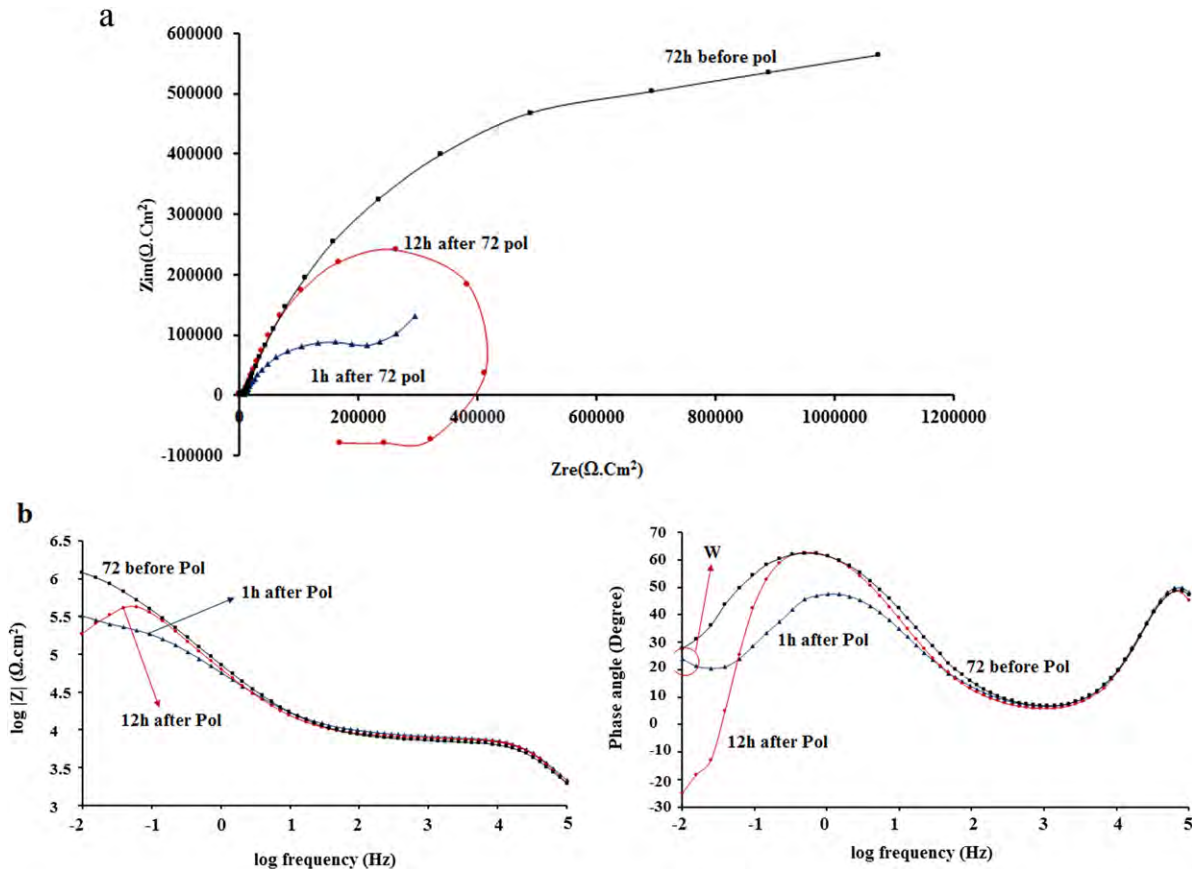 a
600000
500000
400000
300000
200000
100000
0
-100000
Zim(Ω.Cm²)
72h before pol
12h after 72 pol
1h after 72 pol
0
200000
400000
600000
800000
1000000
1200000
Zre(Ω.Cm²)
b
6.5
6
5.5
5
4.5
4
3.5
3
log |Z| (Ω.cm²)
72 before Pol
1h after Pol
12h after Pol
-2
-1
0
1
2
3
4
5
log frequency (Hz)
70
60
50
40
30
20
10
0
-10
-20
-30
Phase angle (Degree)
W
1h after Pol
72 before Pol
12h after Pol
-2
-1
0
1
2
3
4
5
log frequency (Hz)